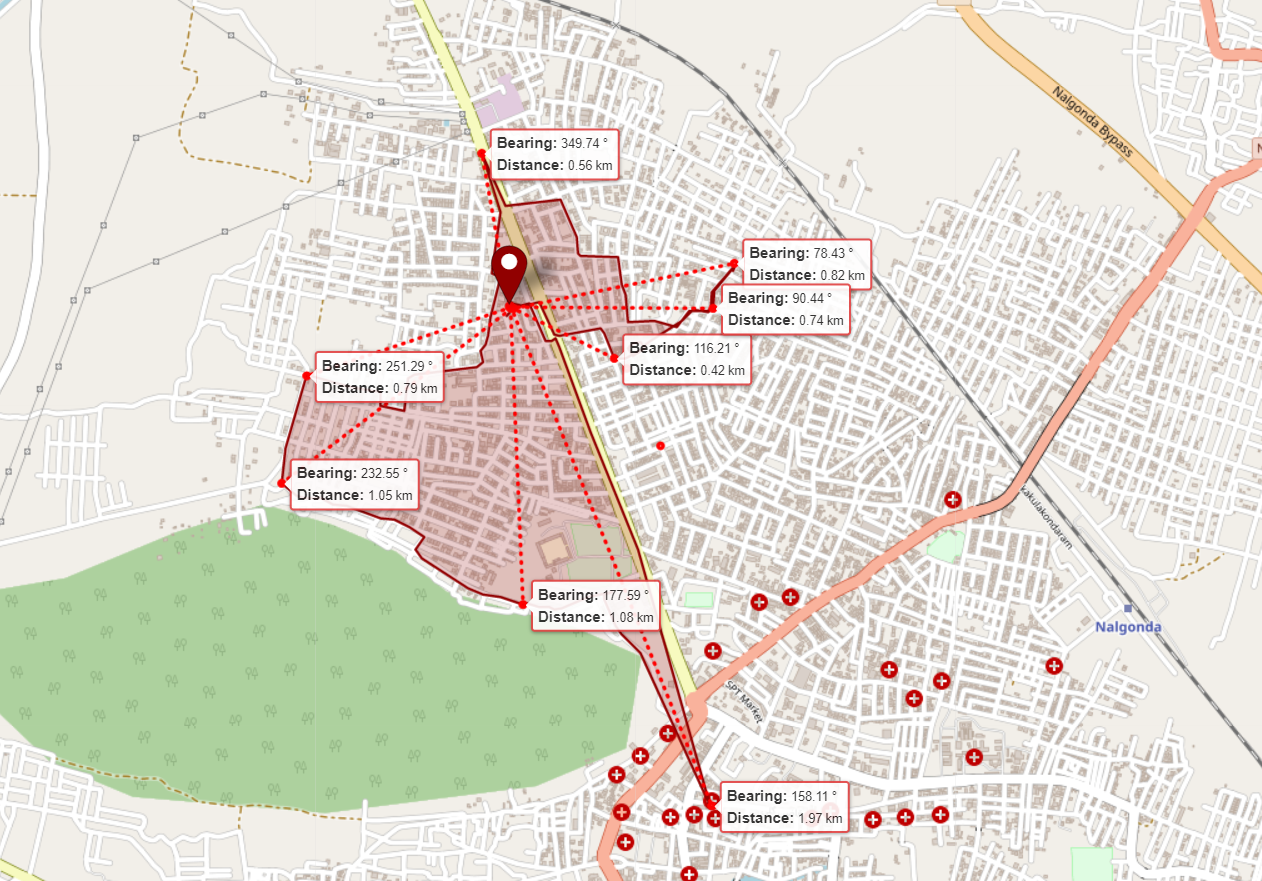 Nalgonda Bypass
N
Bearing: 349.74 °
Distance: 0.56 km
Bearing: 78.43 °
Distance: 0.82 km
Bearing: 90.44 °
Distance: 0.74 km
Bearing: 116.21 °
Distance: 0.42 km
Bearing: 251.29 °
Distance: 0.79 km
Bearing: 232.55 °
Distance: 1.05 km
Kakulakondaram
Bearing: 177.59 °
Distance: 1.08 km
Nalgonda
SPT Market
Bearing: 158.11 °
Distance: 1.97 km